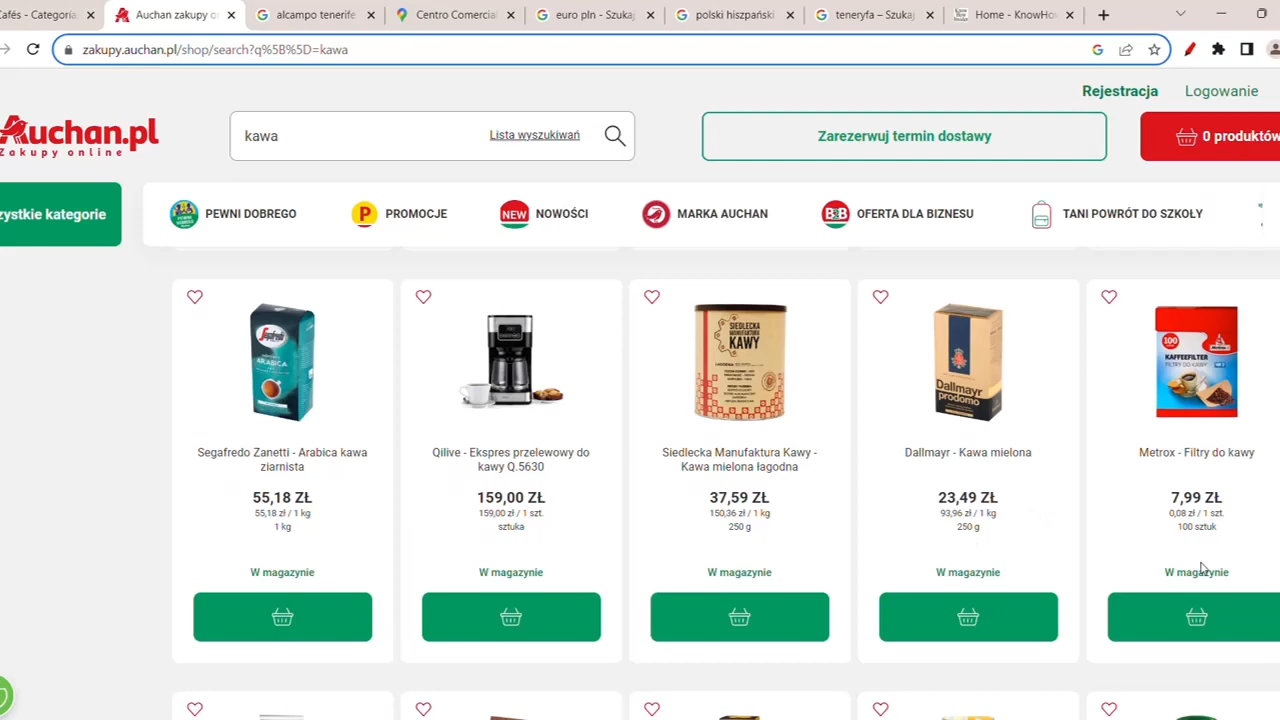 Cafés - Categoría
Auchan zakupy o
alcampo tenerife
Centro Comercia
euro pln - Szukaj
polski hiszpański
teneryfa – Szukaj
Home - KnowHo
zakupy.auchan.pl/shop/search?q%5B%5D=kawa
Rejestracja
Logowanie
Auchan.pl
Zakupy online
kawa
Lista wyszukiwań
Zarezerwuj termin dostawy
0 produktów
zystkie kategorie
PEWNI DOBREGO
P
PROMOCJE
NEW
NOWOŚCI
MARKA AUCHAN
B2B
OFERTA DLA BIZNESU
TANI POWRÓT DO SZKOŁY
ARABICA
SIEDLECKA
MANUFAKTURA
KAWY
Dallmayr
prodomo
100
KAFFEEFILTER
FILTRY DO KAWY
Segafredo Zanetti - Arabica kawa
ziarnista
55,18 ZŁ
55,18 zł / 1 kg
1 kg
W magazynie
Qilive - Ekspres przelewowy do
kawy Q.5630
159,00 ZŁ
159,00 zł / 1 szt.
sztuka
W magazynie
Siedlecka Manufaktura Kawy -
Kawa mielona łagodna
37,59 ZŁ
150,36 zł / 1 kg
250 g
W magazynie
Dallmayr - Kawa mielona
23,49 ZŁ
93,96 zł / 1 kg
250 g
W magazynie
Metrox - Filtry do kawy
7,99 ZŁ
0,08 zł / 1 szt.
100 sztuk
W magazynie